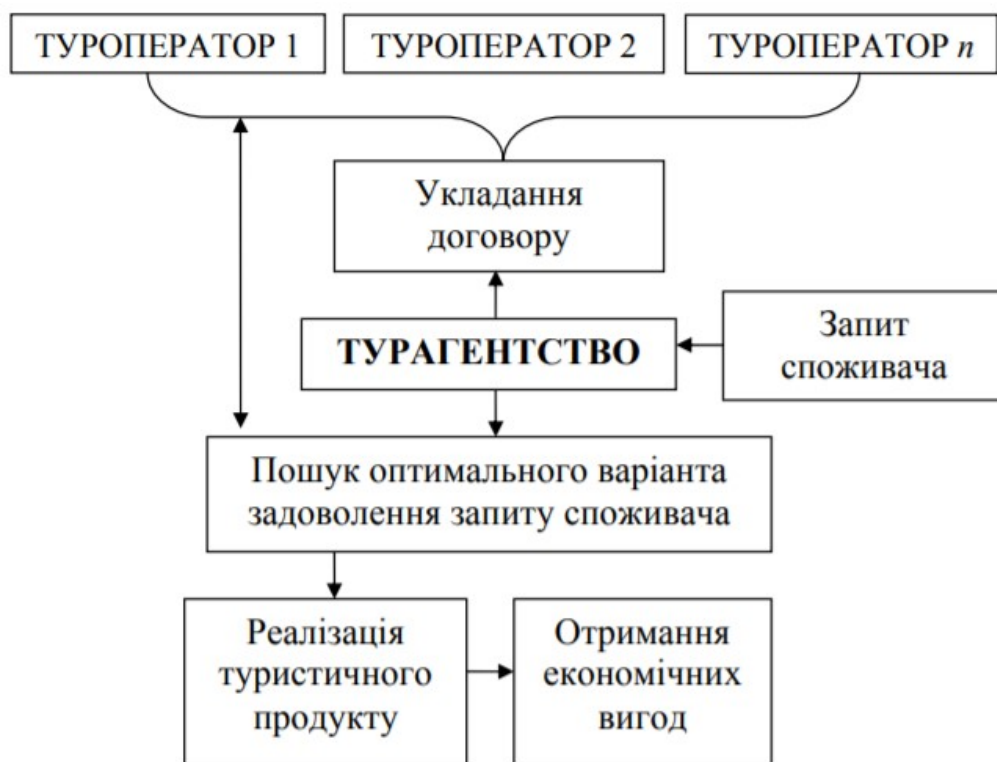 ТУРОПЕРАТОР 1
ТУРОПЕРАТОР 2
ТУРОПЕРАТОР n
Укладання
договору
ТУРАГЕНТСТВО
Запит
споживача
Пошук оптимального варіанта
задоволення запиту споживача
Реалізація
туристичного
продукту
Отримання
економічних
вигод